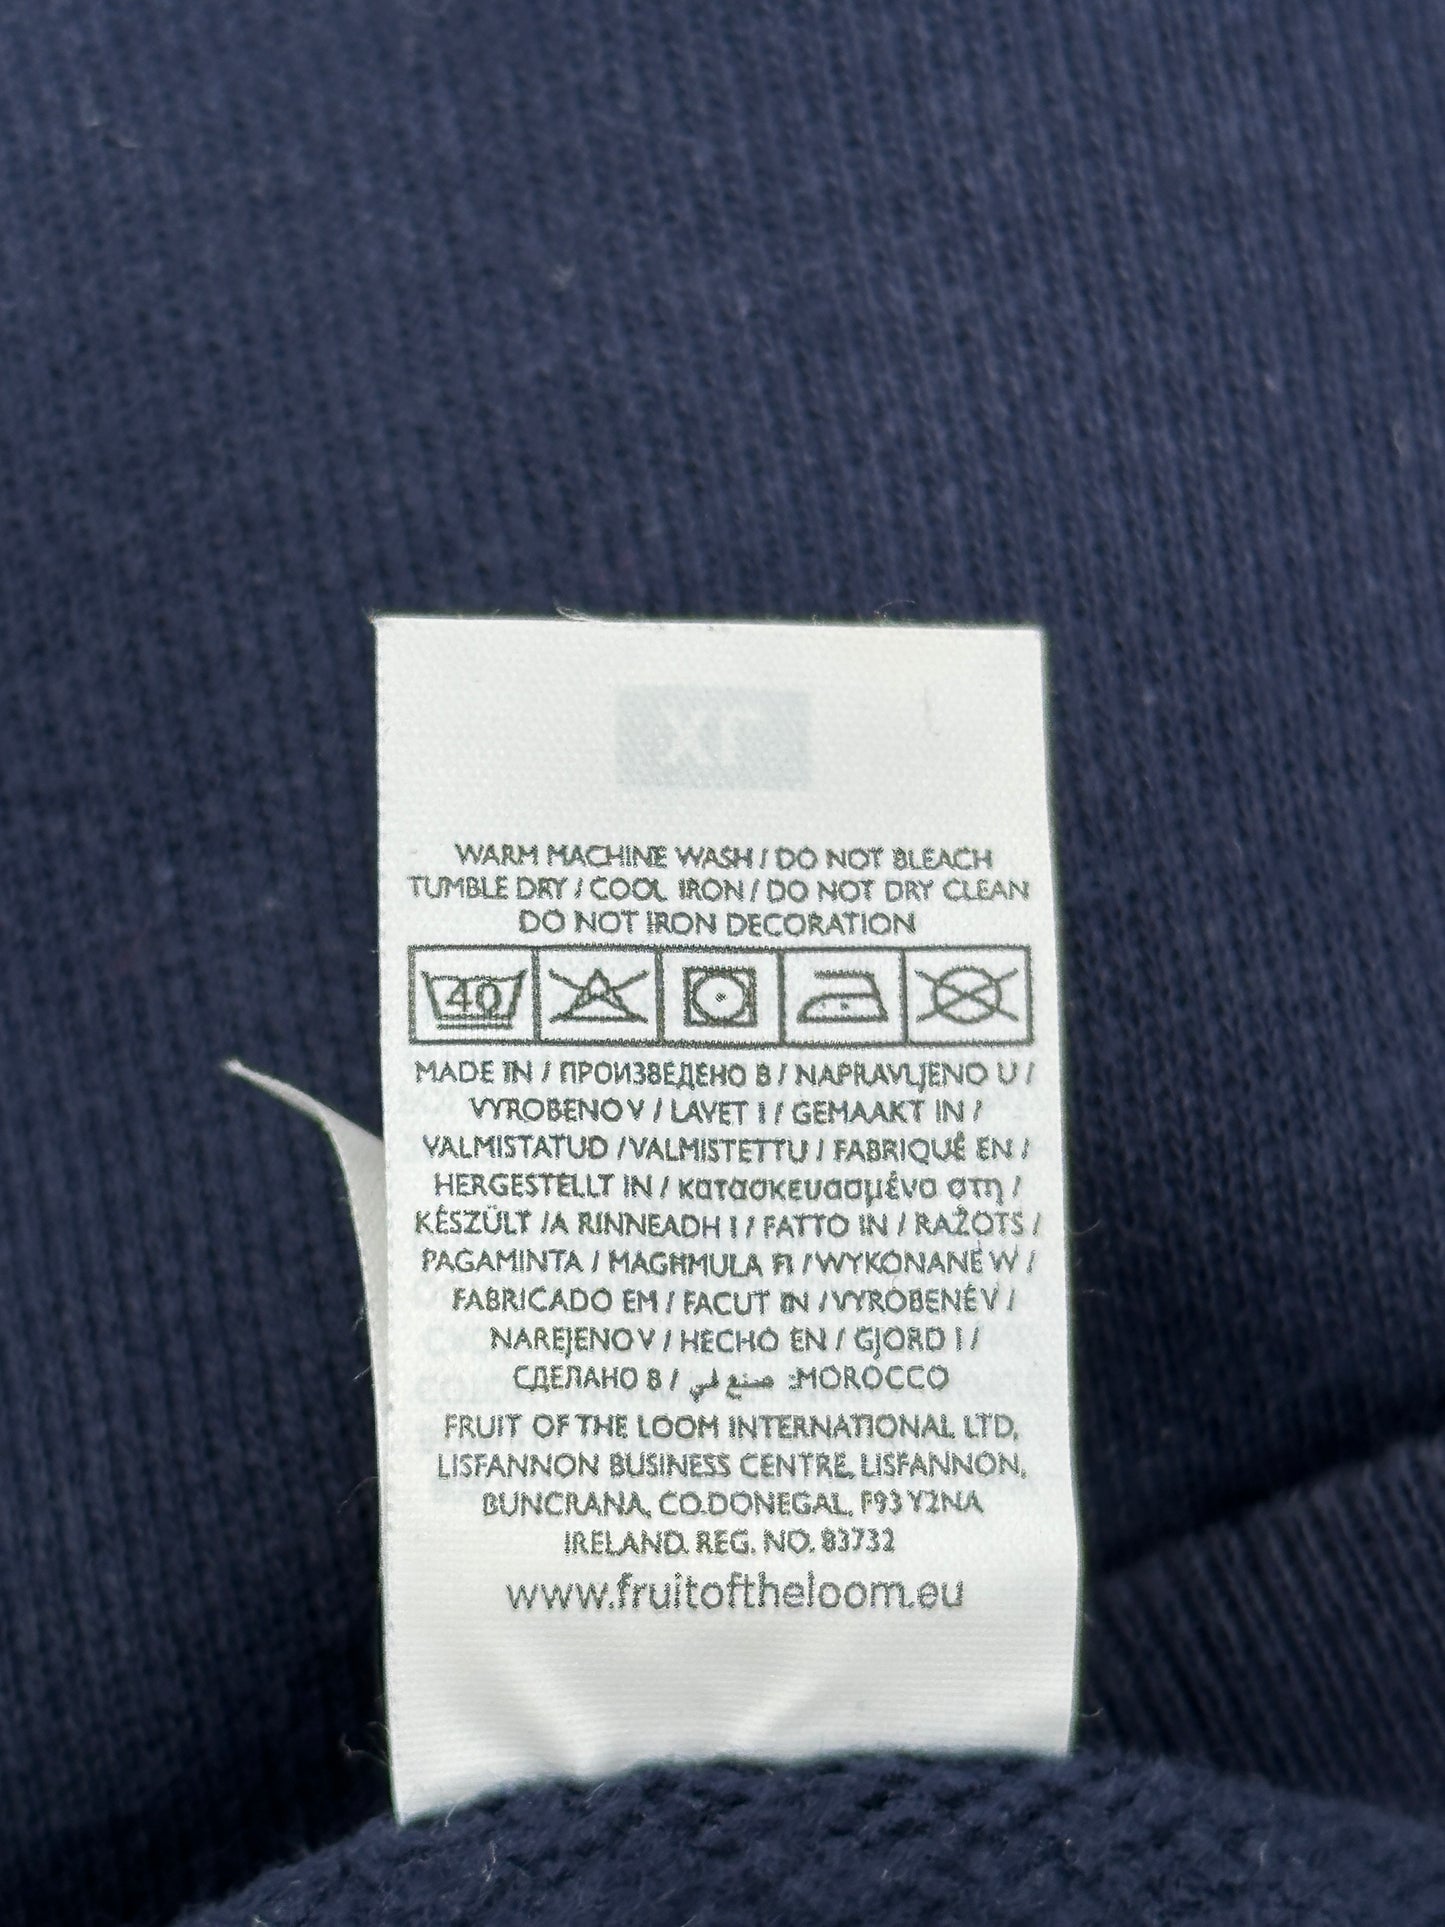 XL
WARM MACHINE WASH / DO NOT BLEACH
TUMBLE DRY / COOL IRON / DO NOT DRY CLEAN
DO NOT IRON DECORATION
40
MADE IN / ПРОИЗВЕДЕНО В / NAPRAVLJENO U /
VYROBENO V / LAVET I / GEMAAKT IN /
VALMISTATUD / VALMISTETTU / FABRIQUÉ EN /
HERGESTELLT IN / κατασκευασμένο στη /
KÉSZÜLT / A RINNEADH I / FATTO IN / RAŽOTS /
PAGAMINTA / MAGĦMULA FI / WYKONANE W /
FABRICADO EM / FACUT IN / VYROBENÉ V /
NAREJENO V / HECHO EN / GJORD I /
СДЕЛАНО В / صنع في :MOROCCO
FRUIT OF THE LOOM INTERNATIONAL LTD,
LISFANNON BUSINESS CENTRE, LISFANNON,
BUNCRANA, CO.DONEGAL, F93 Y2NA
IRELAND. REG. NO. 83732
www.fruitoftheloom.eu